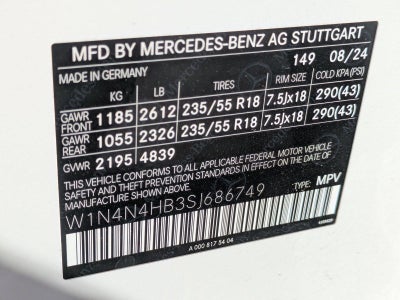 MFD BY MERCEDES-BENZ AG STUTTGART
149 08/24
MADE IN GERMANY
KG LB TIRES RIM SIZE COLD KPA(PSI)
GAWR FRONT 1185 2612 235/55 R18 7.5Jx18 290(43)
GAWR REAR 1055 2326 235/55 R18 7.5Jx18 290(43)
GVWR 2195 4839
THIS VEHICLE CONFORMS TO ALL APPLICABLE FEDERAL MOTOR VEHICLE
SAFETY AND THEFT PREVENTION STANDARDS IN EFFECT ON THE DATE OF
MANUFACTURE SHOWN ABOVE.
W1N4N4HB3SJ686749 TYPE: MPV
A 000 817 54 04